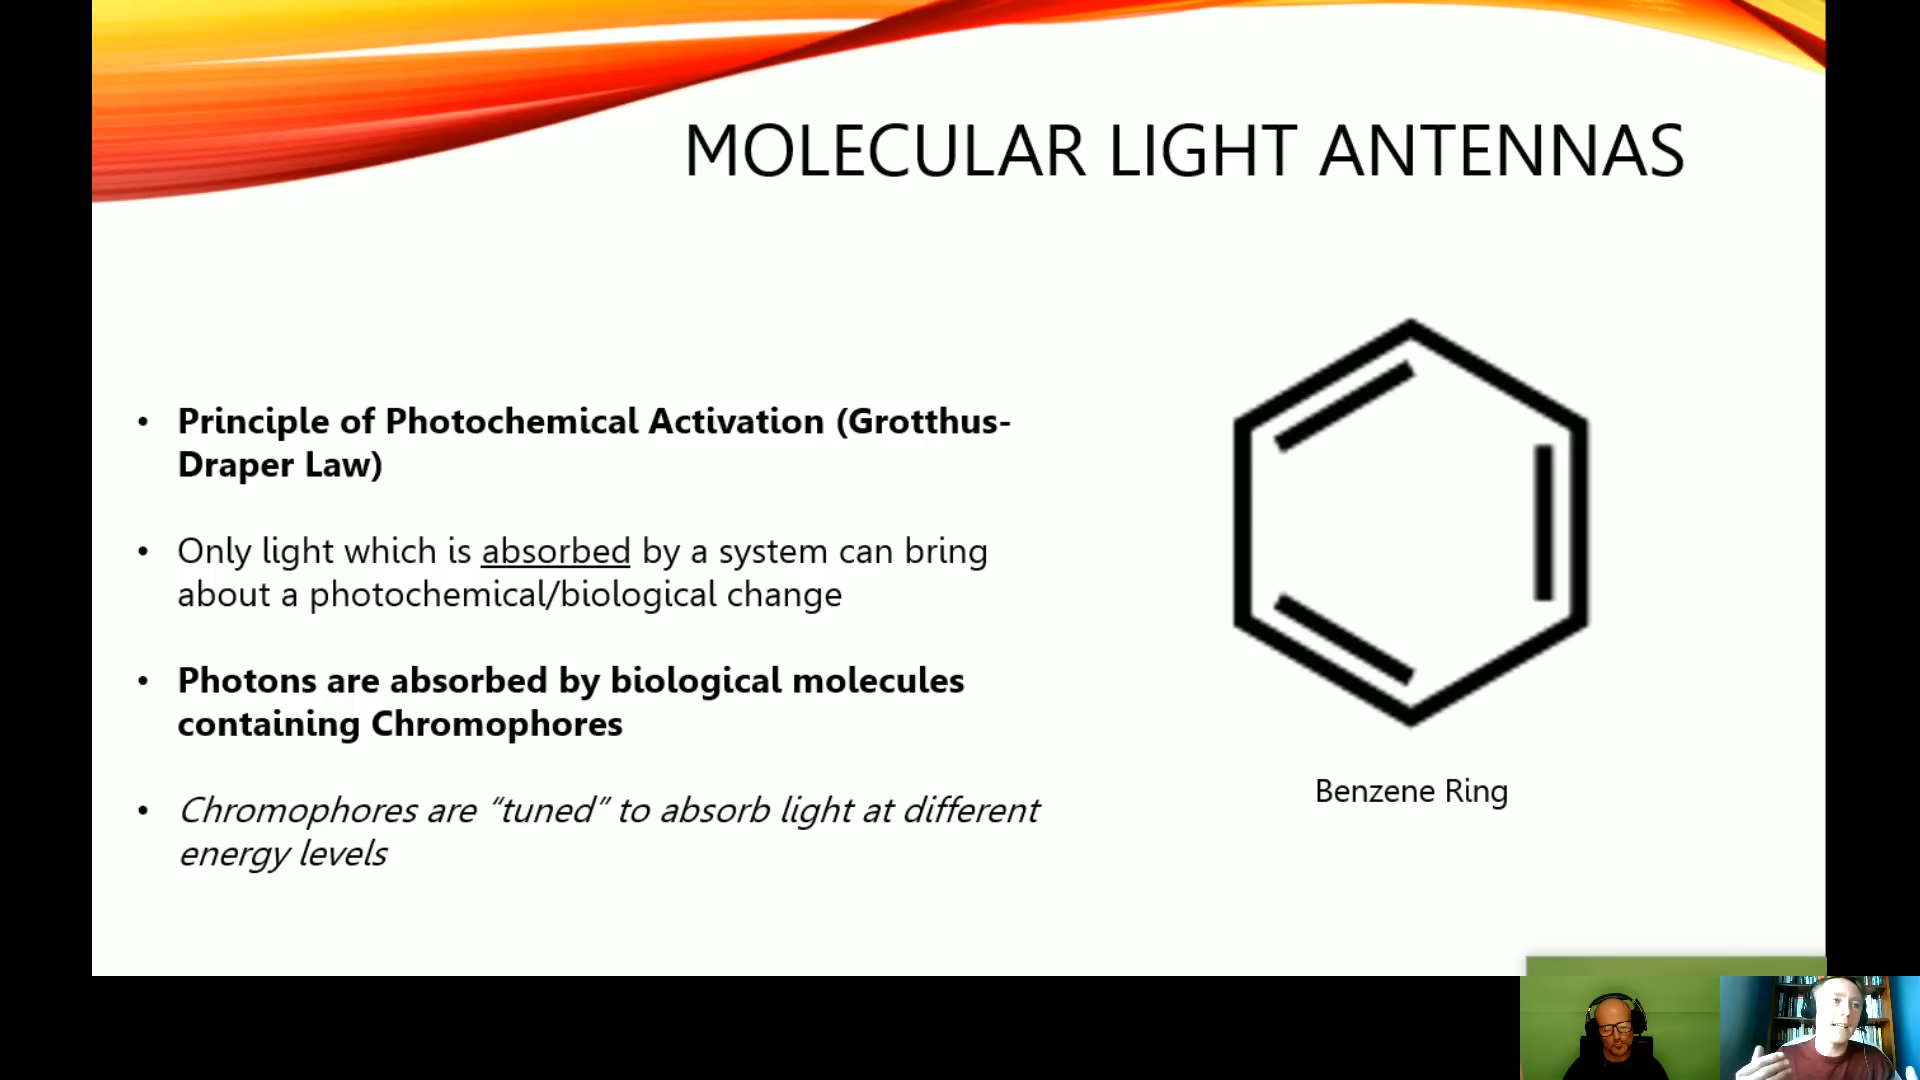 MOLECULAR LIGHT ANTENNAS
• Principle of Photochemical Activation (Grotthus-
Draper Law)
• Only light which is absorbed by a system can bring
about a photochemical/biological change
• Photons are absorbed by biological molecules
containing Chromophores
• Chromophores are “tuned” to absorb light at different
energy levels
Benzene Ring